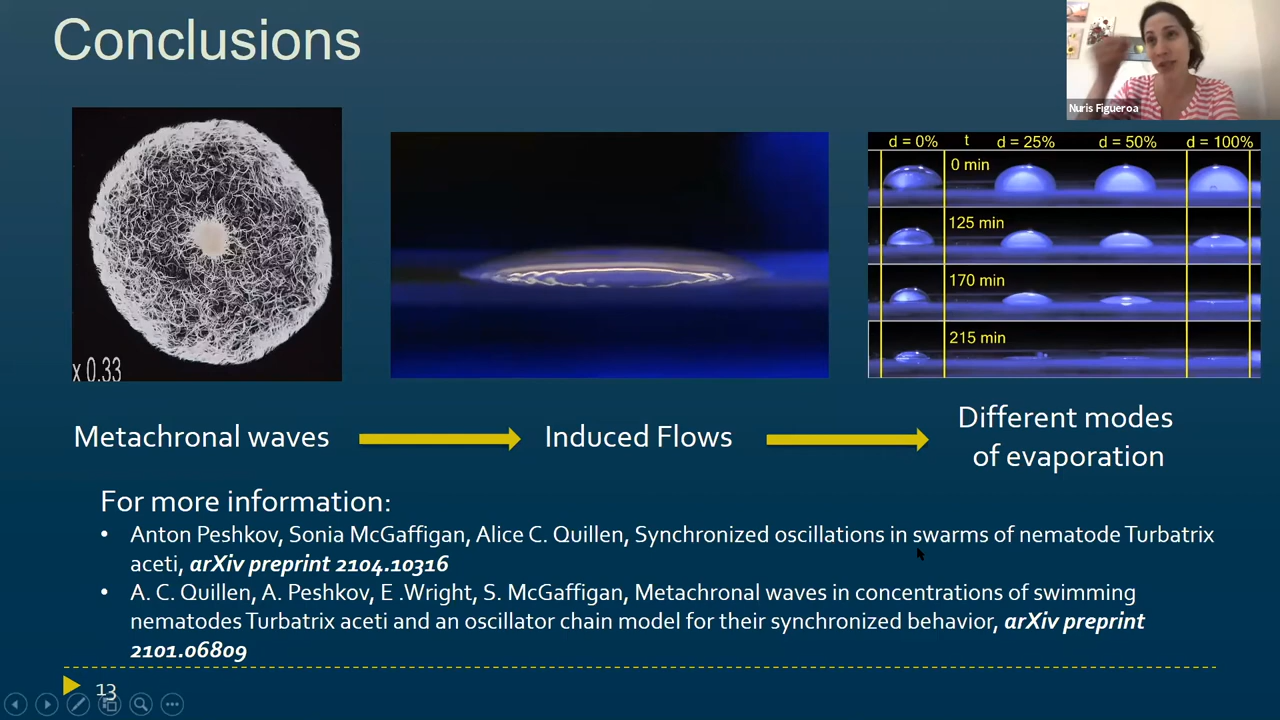 Conclusions
Nuris Figueroa
x 0.33
d = 0% t d = 25% d = 50% d = 100%
0 min
125 min
170 min
215 min
Metachronal waves
Induced Flows
Different modes
of evaporation
For more information:
• Anton Peshkov, Sonia McGaffigan, Alice C. Quillen, Synchronized oscillations in swarms of nematode Turbatrix
aceti, arXiv preprint 2104.10316
• A. C. Quillen, A. Peshkov, E .Wright, S. McGaffigan, Metachronal waves in concentrations of swimming
nematodes Turbatrix aceti and an oscillator chain model for their synchronized behavior, arXiv preprint
2101.06809
13